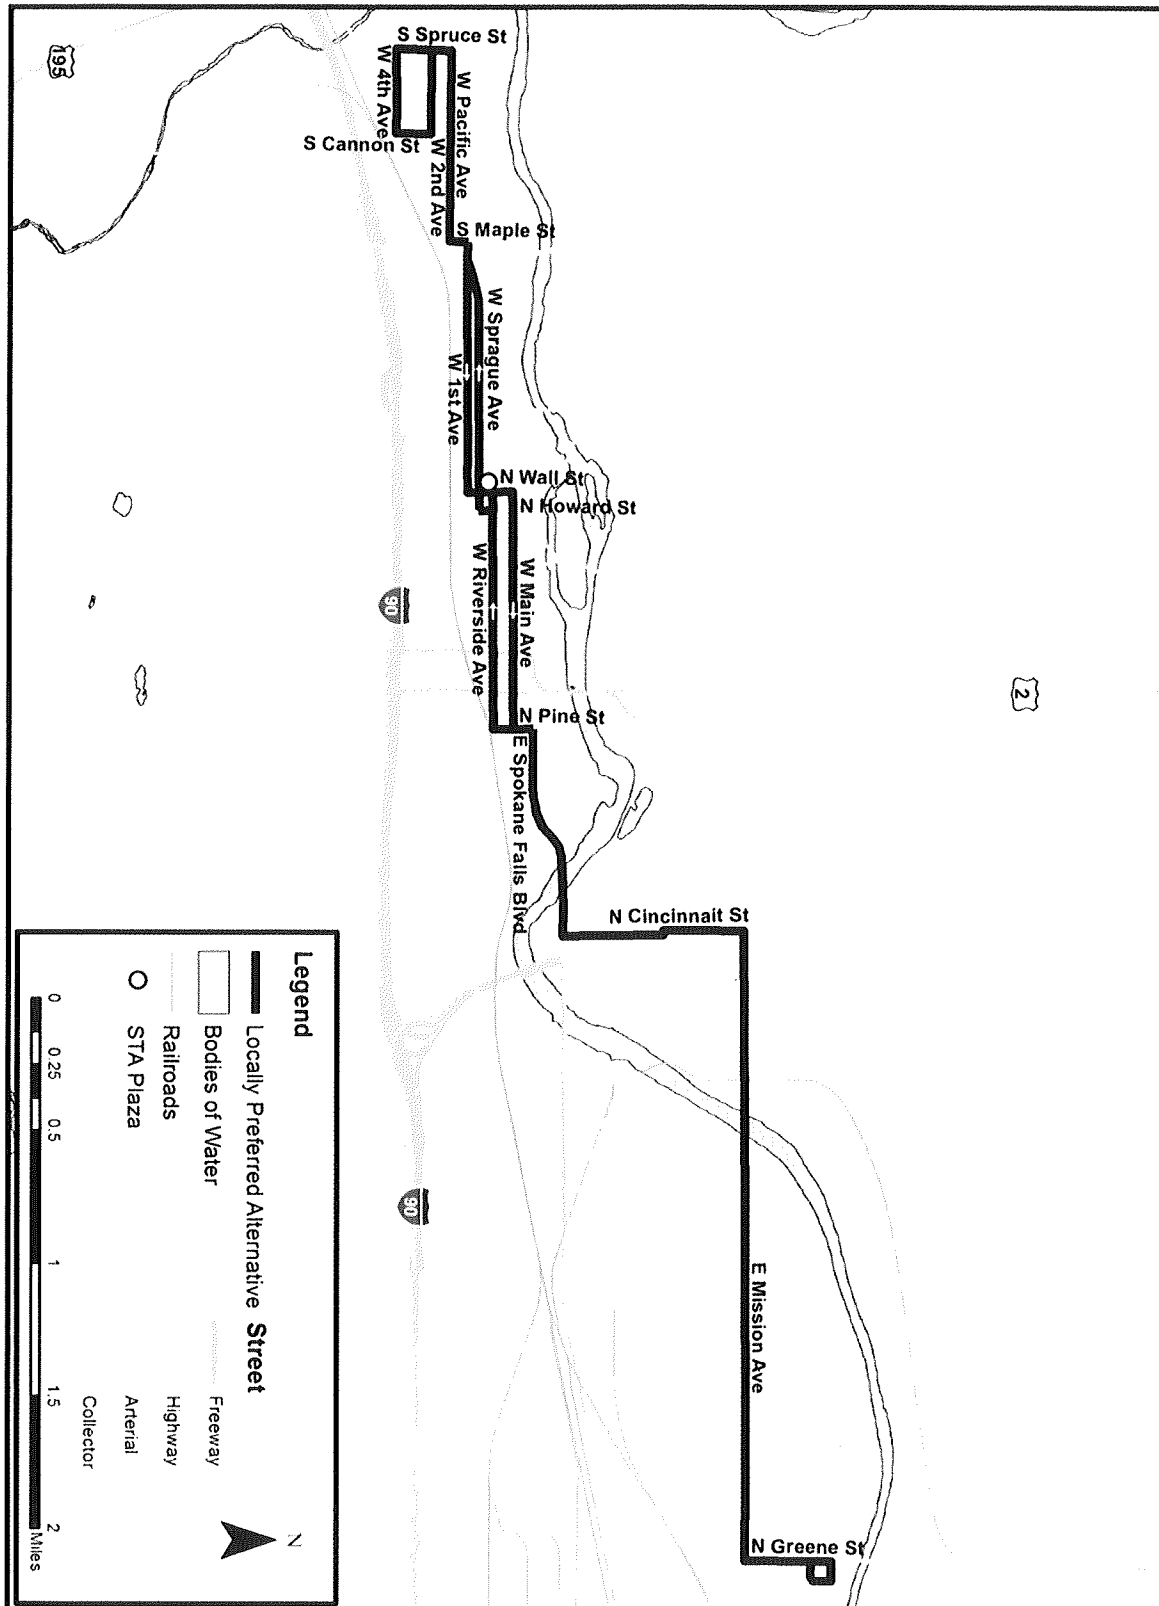 195
S Spruce St
W 4th Ave
W Pacific Ave
S Cannon St
W 2nd Ave
S Maple St
W Sprague Ave
W 1st Ave
N Wall St
N Howard St
W Main Ave
W Riverside Ave
90
2
N Pine St
E Spokane Falls Blvd
N Cincinnait St
90
E Mission Ave
N Greene St
Legend
Locally Preferred Alternative
Bodies of Water
Railroads
STA Plaza
Street
Freeway
Highway
Arterial
Collector
N
0 0.25 0.5 1 1.5 2
Miles